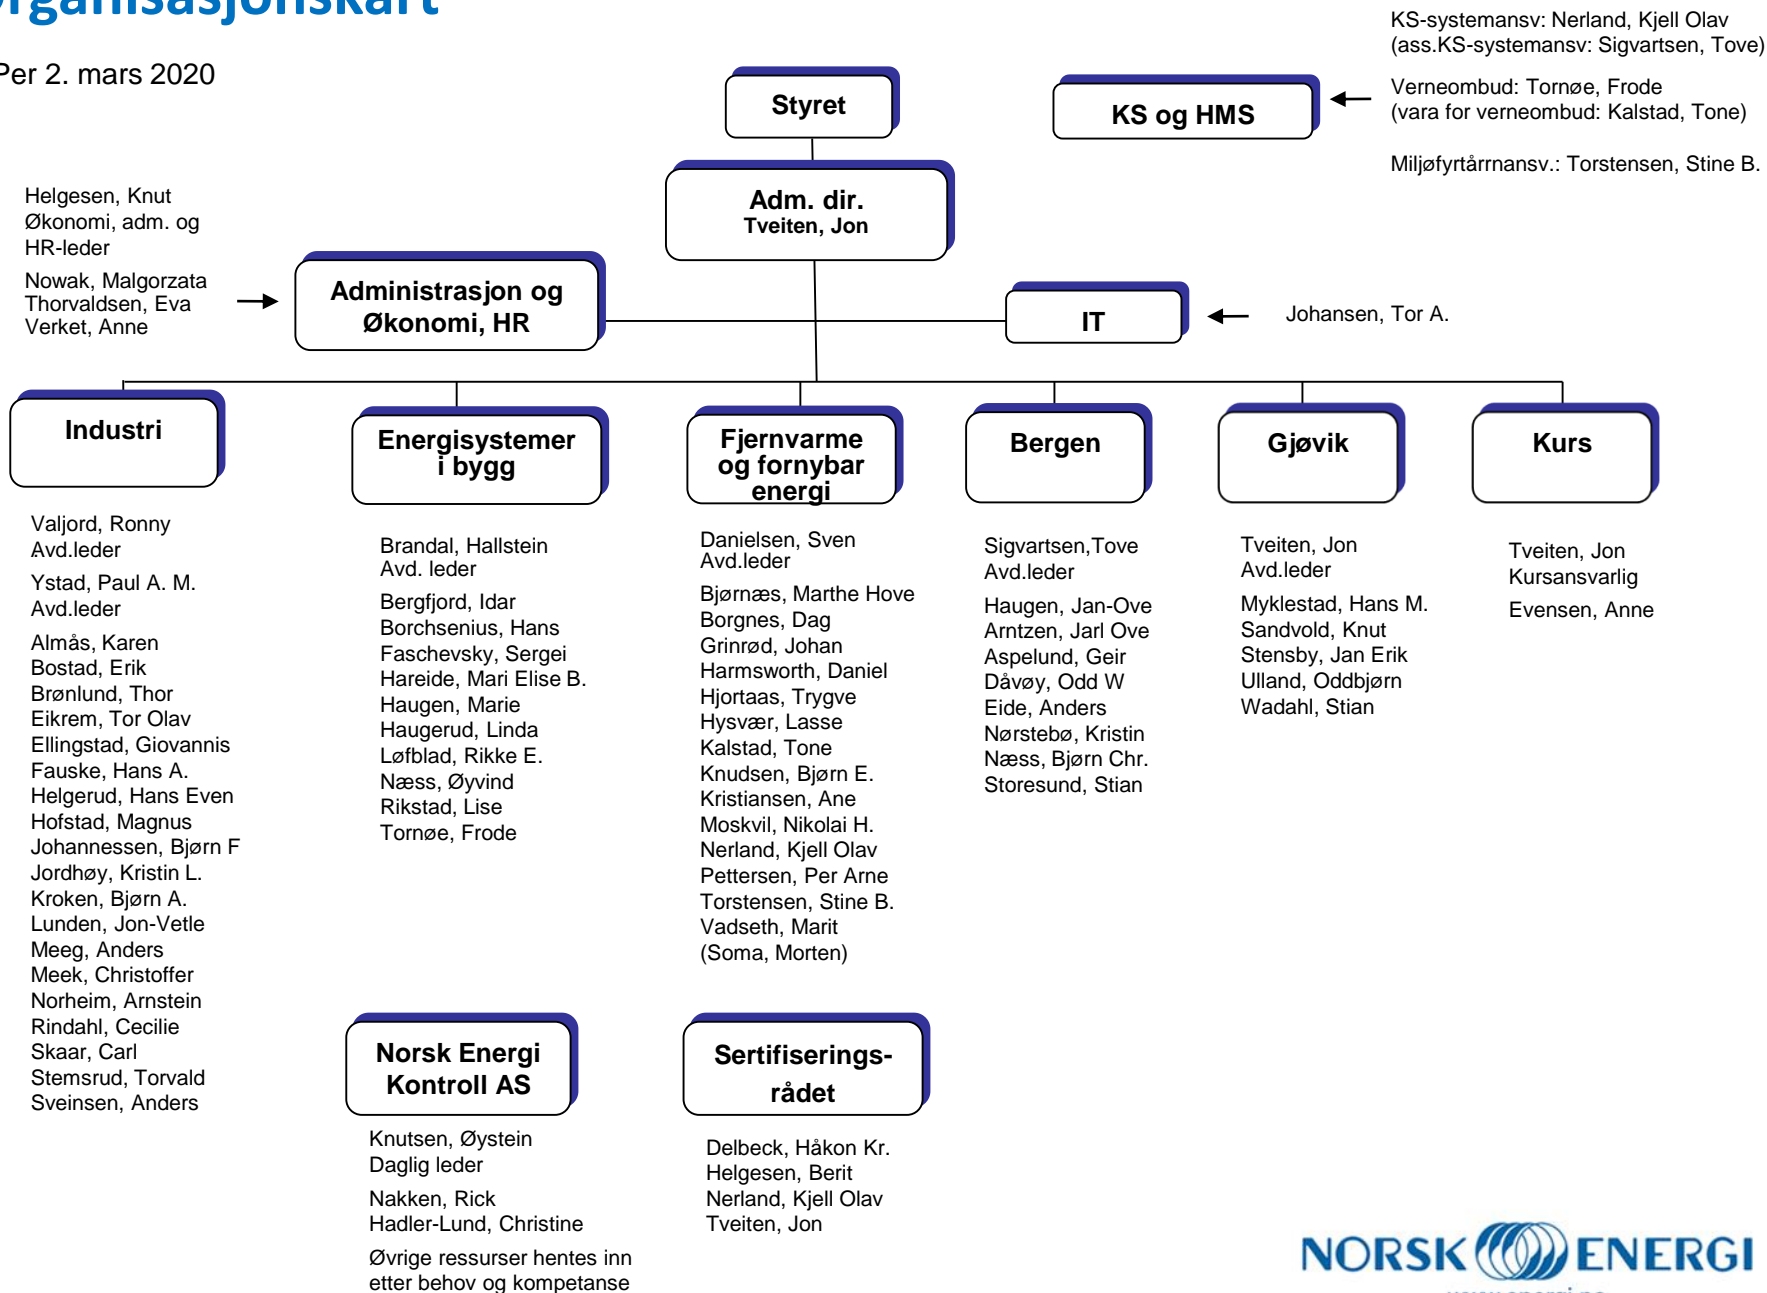 Organisasjonskart
Per 2. mars 2020
KS-systemansv: Nerland, Kjell Olav
(ass.KS-systemansv: Sigvartsen, Tove)
Verneombud: Tornøe, Frode
(vara for verneombud: Kalstad, Tone)
Miljøfyrtårrnansv.: Torstensen, Stine B.
Styret
KS og HMS
Adm. dir.
Tveiten, Jon
Helgesen, Knut
Økonomi, adm. og
HR-leder
Nowak, Malgorzata
Thorvaldsen, Eva
Verket, Anne
Administrasjon og
Økonomi, HR
IT
Johansen, Tor A.
Industri
Valjord, Ronny
Avd.leder
Ystad, Paul A. M.
Avd.leder
Almås, Karen
Bostad, Erik
Brønlund, Thor
Eikrem, Tor Olav
Ellingstad, Giovannis
Fauske, Hans A.
Helgerud, Hans Even
Hofstad, Magnus
Johannessen, Bjørn F
Jordhøy, Kristin L.
Kroken, Bjørn A.
Lunden, Jon-Vetle
Meeg, Anders
Meek, Christoffer
Norheim, Arnstein
Rindahl, Cecilie
Skaar, Carl
Stemsrud, Torvald
Sveinsen, Anders
Energisystemer
i bygg
Brandal, Hallstein
Avd. leder
Bergfjord, Idar
Borchsenius, Hans
Faschevsky, Sergei
Hareide, Mari Elise B.
Haugen, Marie
Haugerud, Linda
Løfblad, Rikke E.
Næss, Øyvind
Rikstad, Lise
Tornøe, Frode
Fjernvarme
og fornybar
energi
Danielsen, Sven
Avd.leder
Bjørnæs, Marthe Hove
Borgnes, Dag
Grinrød, Johan
Harmsworth, Daniel
Hjortaas, Trygve
Hysvær, Lasse
Kalstad, Tone
Knudsen, Bjørn E.
Kristiansen, Ane
Moskvil, Nikolai H.
Nerland, Kjell Olav
Pettersen, Per Arne
Torstensen, Stine B.
Vadseth, Marit
(Soma, Morten)
Bergen
Sigvartsen,Tove
Avd.leder
Haugen, Jan-Ove
Arntzen, Jarl Ove
Aspelund, Geir
Dåvøy, Odd W
Eide, Anders
Nørstebø, Kristin
Næss, Bjørn Chr.
Storesund, Stian
Gjøvik
Tveiten, Jon
Avd.leder
Myklestad, Hans M.
Sandvold, Knut
Stensby, Jan Erik
Ulland, Oddbjørn
Wadahl, Stian
Kurs
Tveiten, Jon
Kursansvarlig
Evensen, Anne
Norsk Energi
Kontroll AS
Knutsen, Øystein
Daglig leder
Nakken, Rick
Hadler-Lund, Christine
Øvrige ressurser hentes inn
etter behov og kompetanse
Sertifiserings-
rådet
Delbeck, Håkon Kr.
Helgesen, Berit
Nerland, Kjell Olav
Tveiten, Jon
NORSK ENERGI